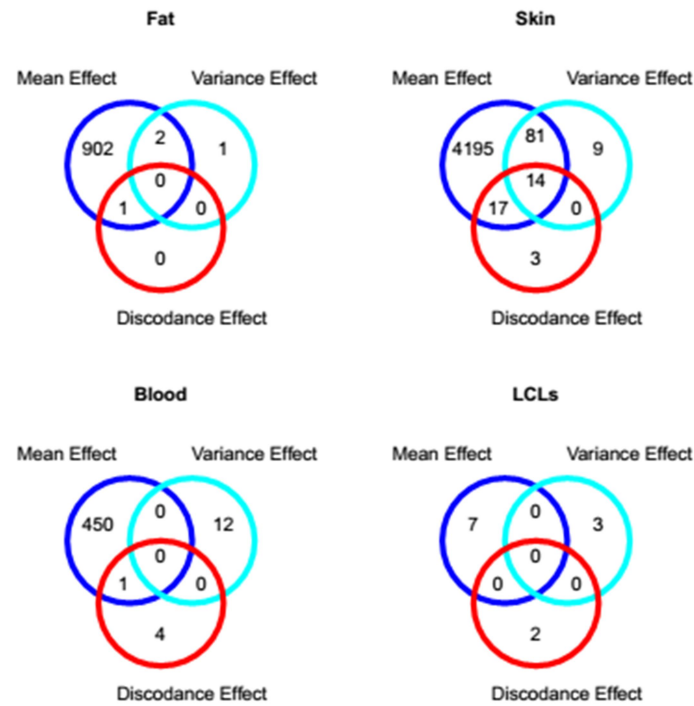 Fat
Mean Effect Variance Effect
902 2 1
0
1 0
0
Discodance Effect
Skin
Mean Effect Variance Effect
4195 81 9
14
17 0
3
Discodance Effect
Blood
Mean Effect Variance Effect
450 0 12
0
1 0
4
Discodance Effect
LCLs
Mean Effect Variance Effect
7 0 3
0
0 0
2
Discodance Effect